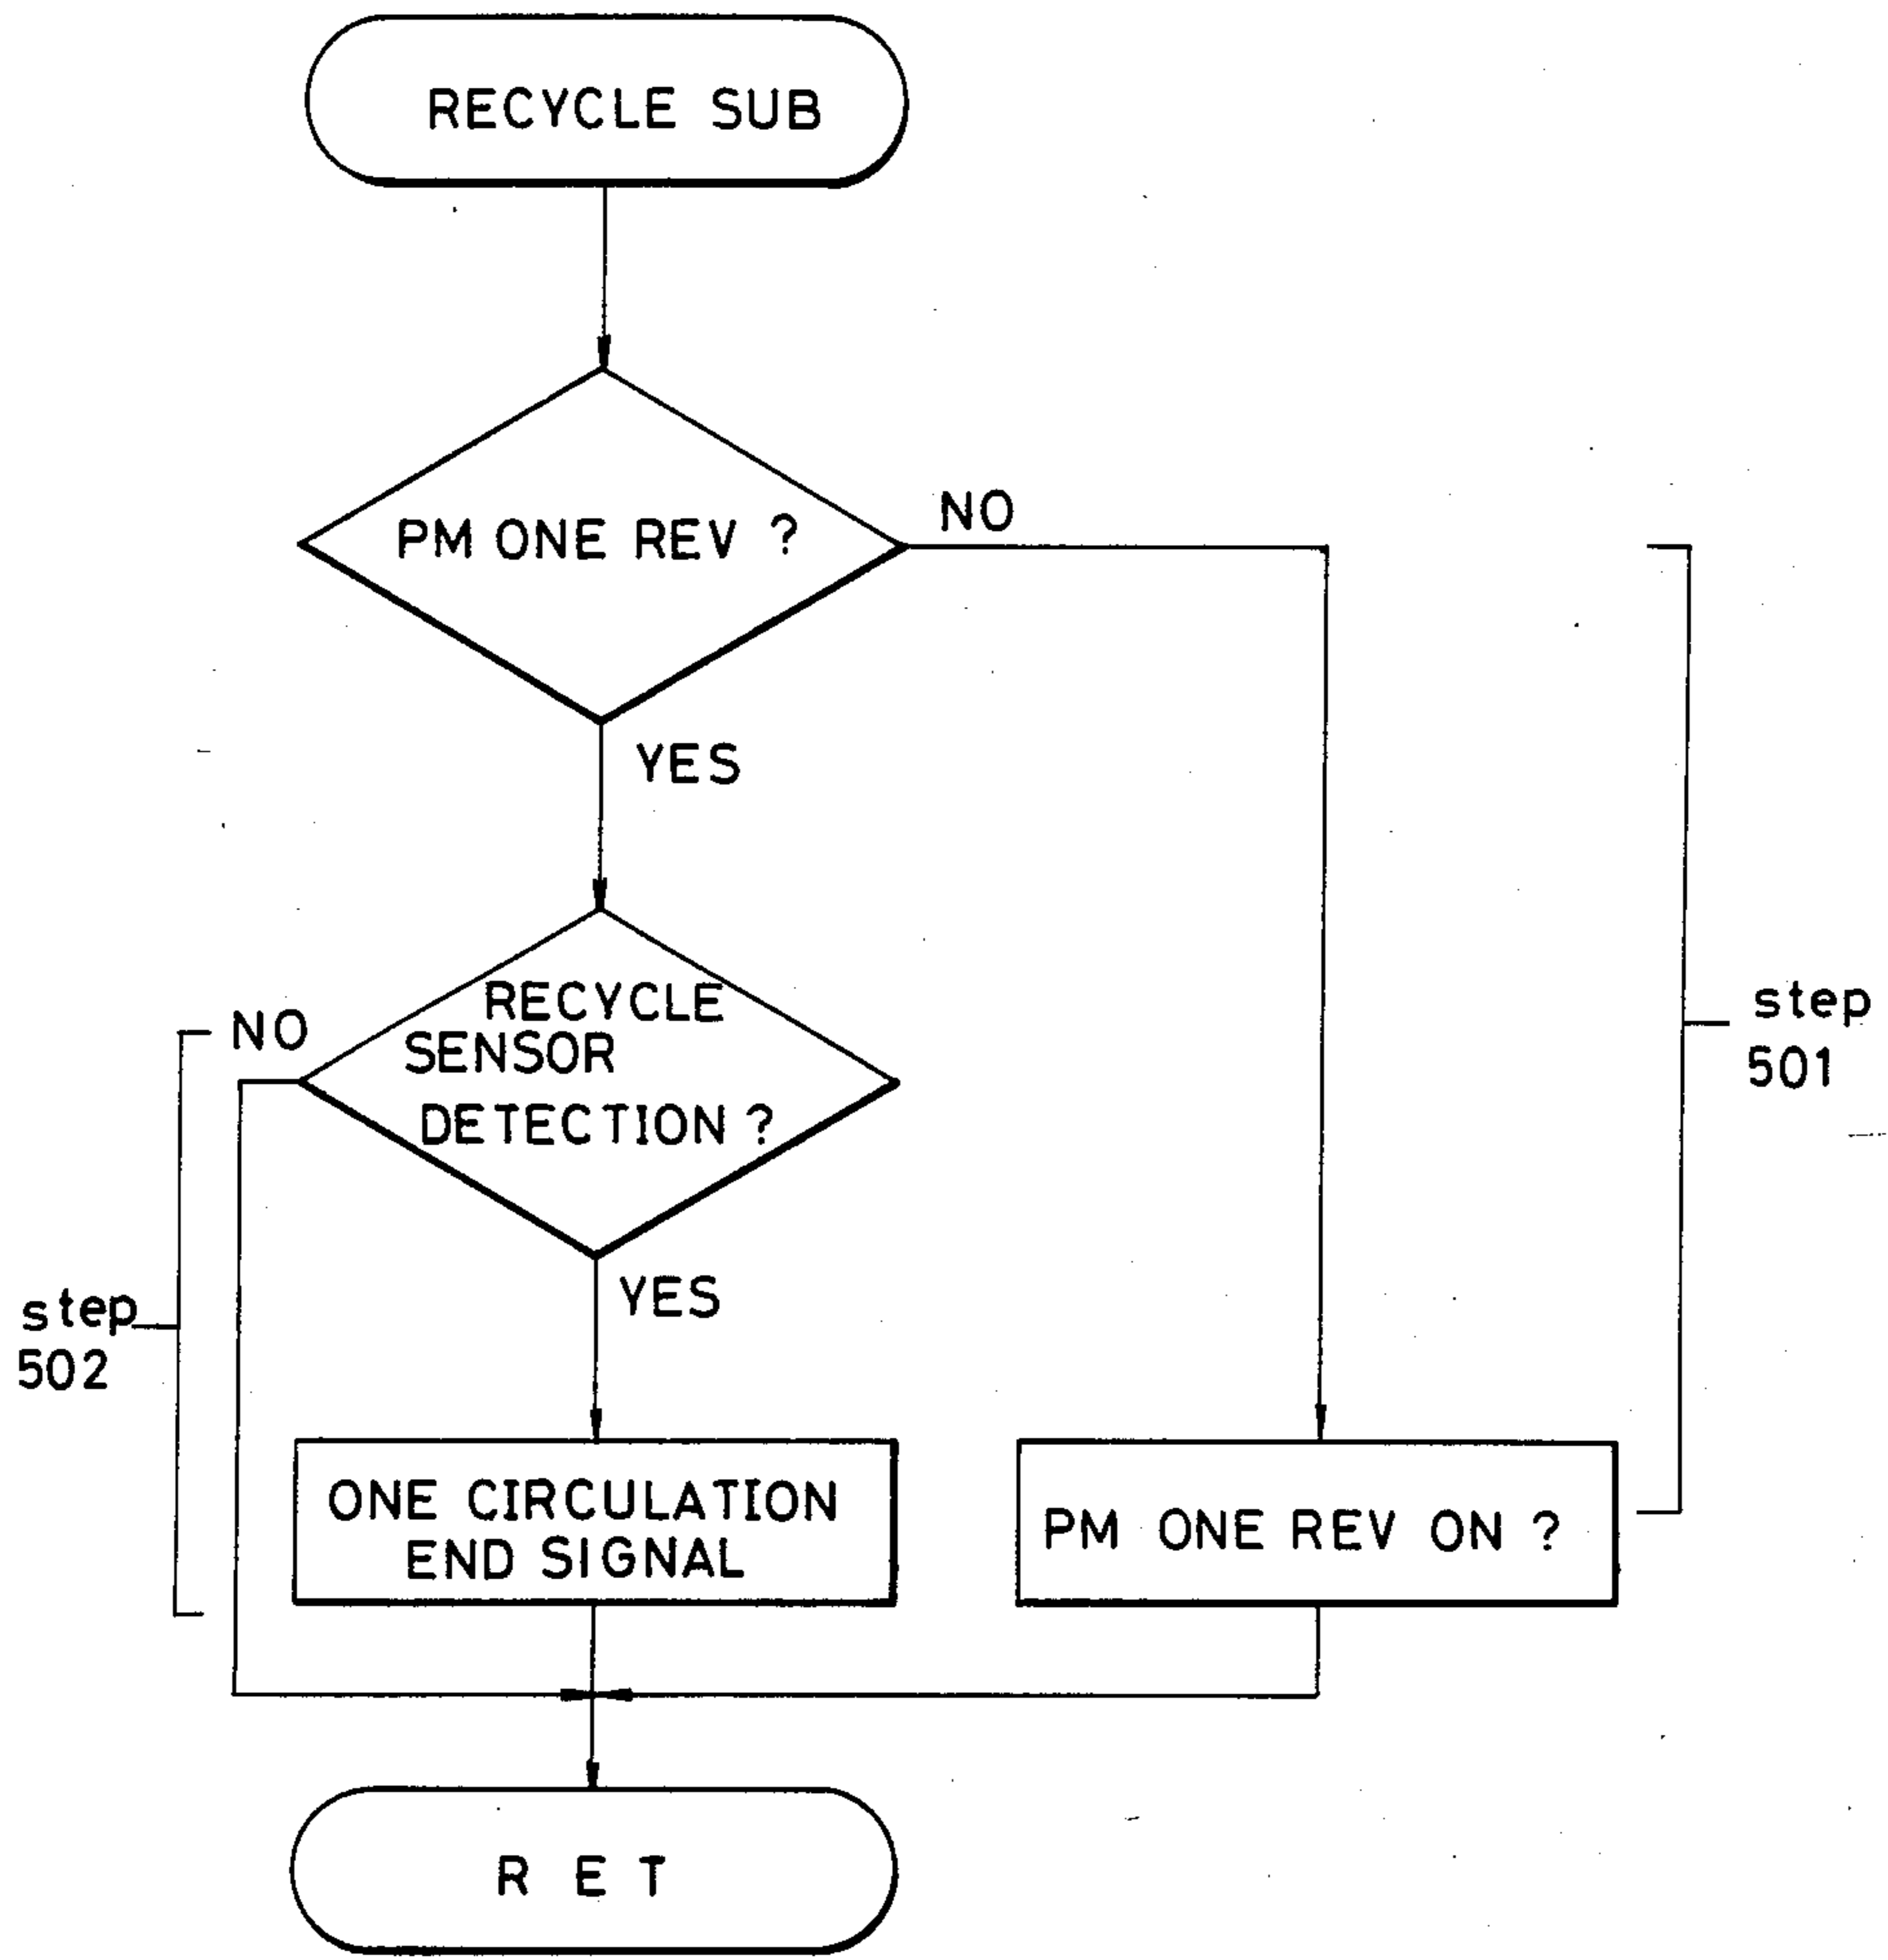 RECYCLE SUB
PM ONE REV ?
NO
YES
RECYCLE
SENSOR
DETECTION ?
NO
YES
step
501
step
502
ONE CIRCULATION
END SIGNAL
PM ONE REV ON ?
RET